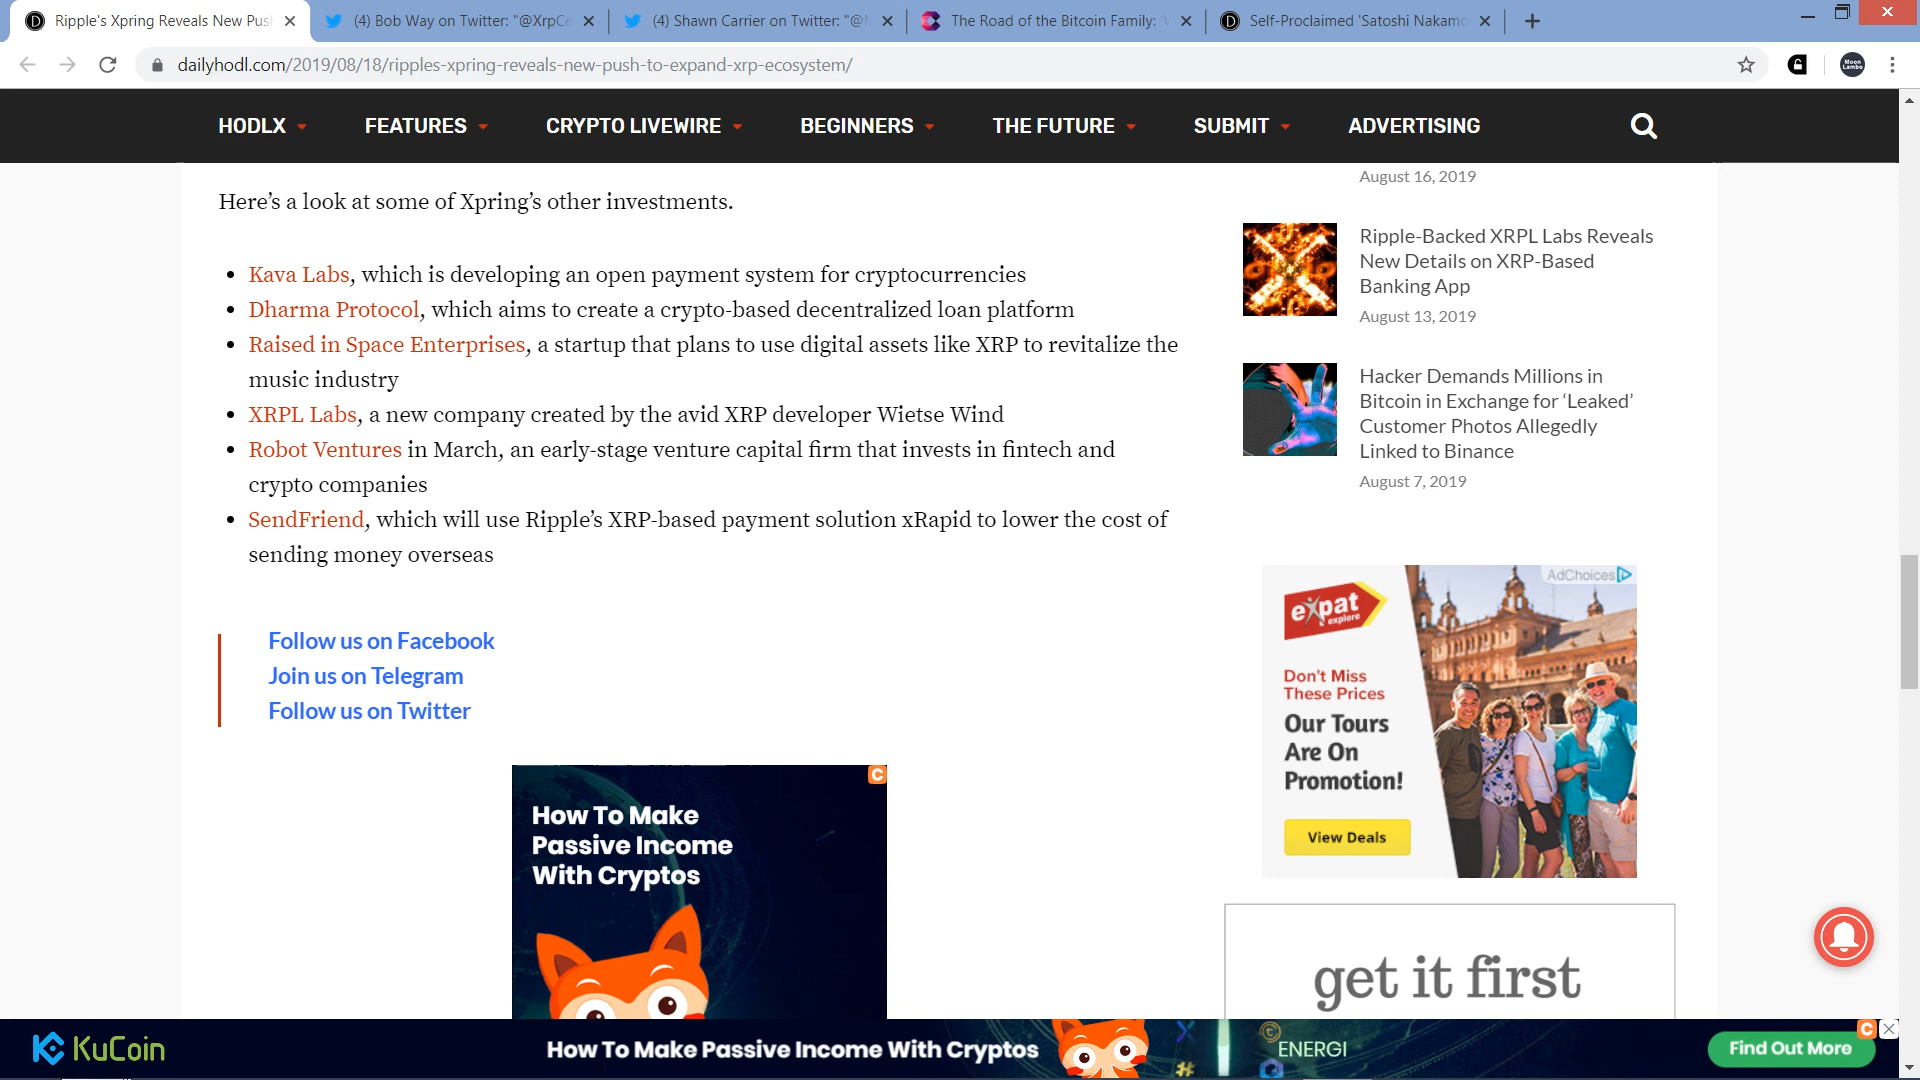 Ripple's Xpring Reveals New Pus
(4) Bob Way on Twitter: "@XrpCe
(4) Shawn Carrier on Twitter: "@N
The Road of the Bitcoin Family: 'W
Self-Proclaimed 'Satoshi Nakamo
dailyhodl.com/2019/08/18/ripples-xpring-reveals-new-push-to-expand-xrp-ecosystem/
Moon
Lambo
HODLX
FEATURES
CRYPTO LIVEWIRE
BEGINNERS
THE FUTURE
SUBMIT
ADVERTISING
Here’s a look at some of Xpring’s other investments.
Kava Labs, which is developing an open payment system for cryptocurrencies
Dharma Protocol, which aims to create a crypto-based decentralized loan platform
Raised in Space Enterprises, a startup that plans to use digital assets like XRP to revitalize the
music industry
XRPL Labs, a new company created by the avid XRP developer Wietse Wind
Robot Ventures in March, an early-stage venture capital firm that invests in fintech and
crypto companies
SendFriend, which will use Ripple’s XRP-based payment solution xRapid to lower the cost of
sending money overseas
Follow us on Facebook
Join us on Telegram
Follow us on Twitter
How To Make
Passive Income
With Cryptos
August 16, 2019
Ripple-Backed XRPL Labs Reveals
New Details on XRP-Based
Banking App
August 13, 2019
Hacker Demands Millions in
Bitcoin in Exchange for ‘Leaked’
Customer Photos Allegedly
Linked to Binance
August 7, 2019
AdChoices
expat
explore
Don't Miss
These Prices
Our Tours
Are On
Promotion!
View Deals
get it first
KuCoin
How To Make Passive Income With Cryptos
ENERGI
Find Out More